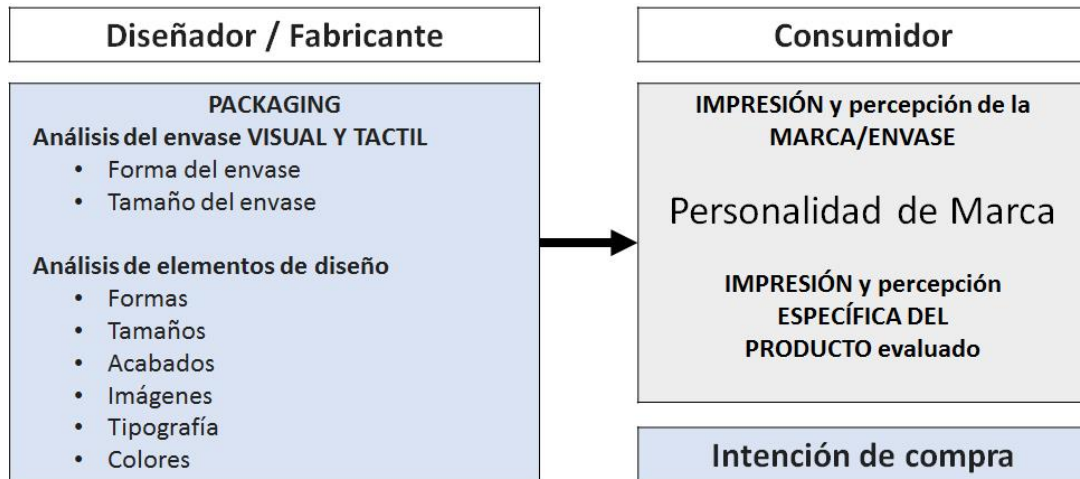 Diseñador / Fabricante
PACKAGING
Análisis del envase VISUAL Y TACTIL
• Forma del envase
• Tamaño del envase
Análisis de elementos de diseño
• Formas
• Tamaños
• Acabados
• Imágenes
• Tipografía
• Colores
Consumidor
IMPRESIÓN y percepción de la
MARCA/ENVASE
Personalidad de Marca
IMPRESIÓN y percepción
ESPECÍFICA DEL
PRODUCTO evaluado
Intención de compra